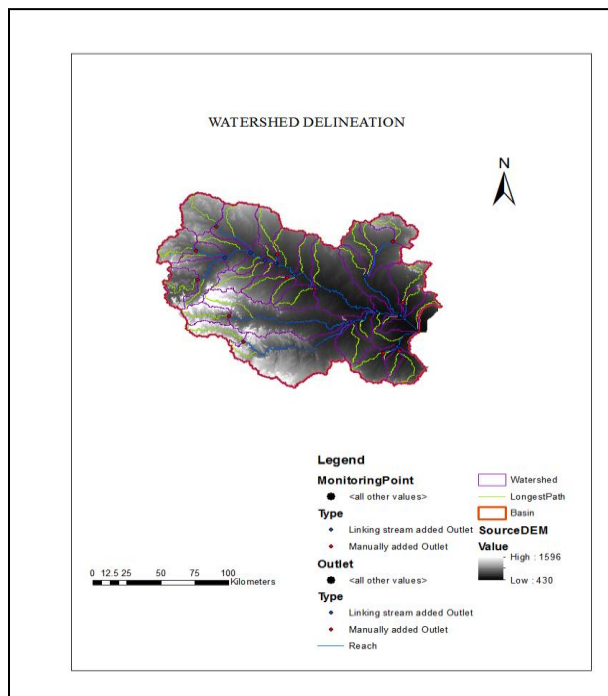 WATERSHED DELINEATION
N
Legend
MonitoringPoint
<all other values>
Type
Linking stream added Outlet
Manually added Outlet
Outlet
<all other values>
Type
Linking stream added Outlet
Manually added Outlet
Reach
Watershed
LongestPath
Basin
SourceDEM
Value
High : 1596
Low : 430
0 12.5 25 50 75 100
Kilometers